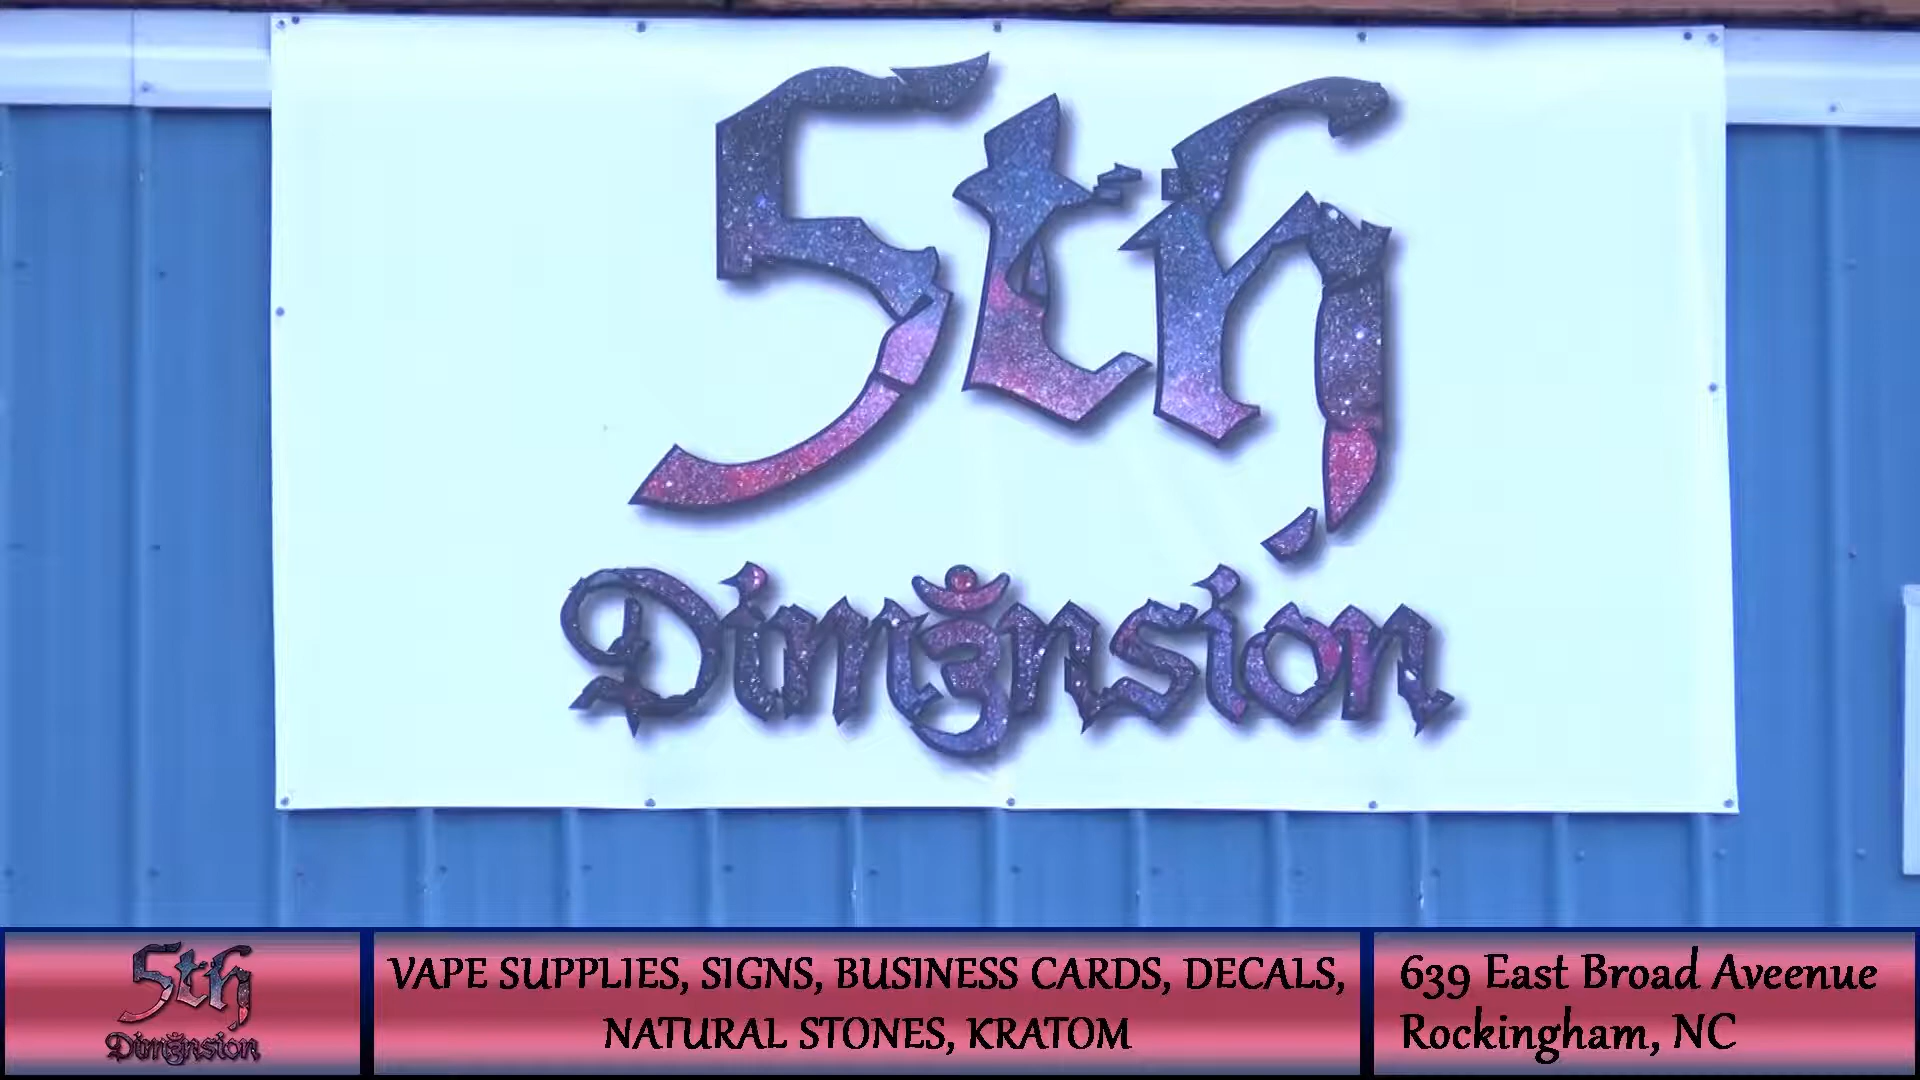 5th
Dimension
5th
Dimension
VAPE SUPPLIES, SIGNS, BUSINESS CARDS, DECALS,
NATURAL STONES, KRATOM
639 East Broad Aveenue
Rockingham, NC